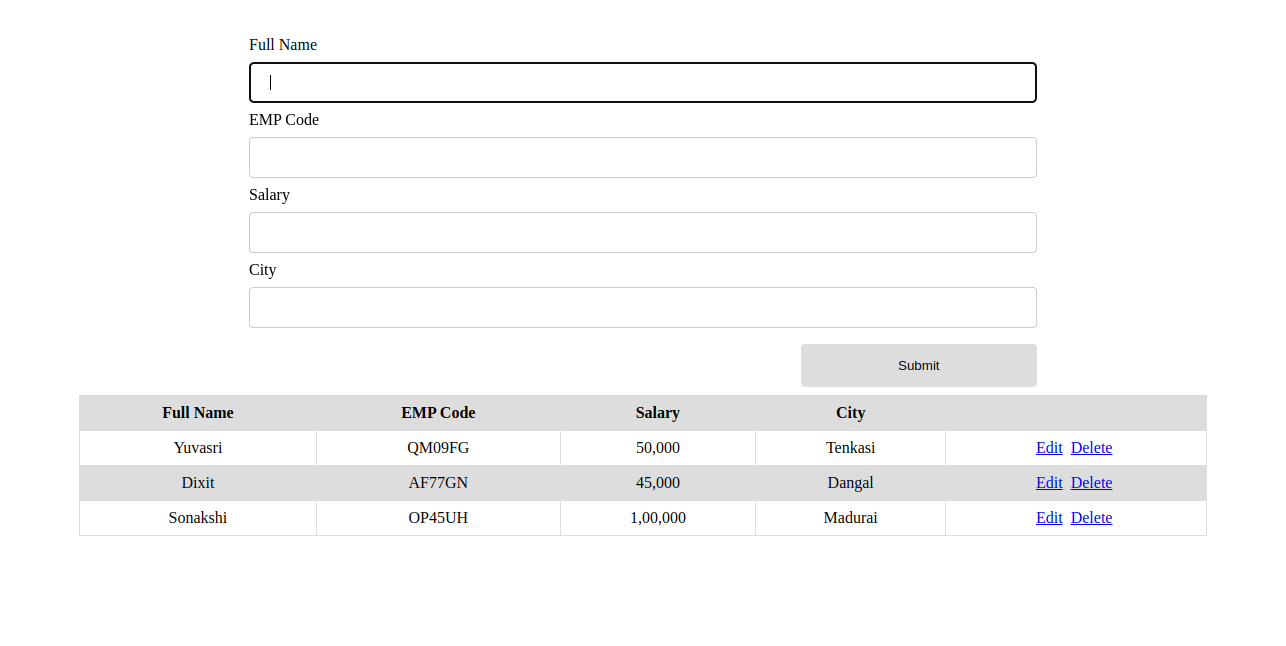 Full Name
EMP Code
Salary
City
Submit
Full Name EMP Code Salary City
Yuvasri QM09FG 50,000 Tenkasi Edit Delete
Dixit AF77GN 45,000 Dangal Edit Delete
Sonakshi OP45UH 1,00,000 Madurai Edit Delete